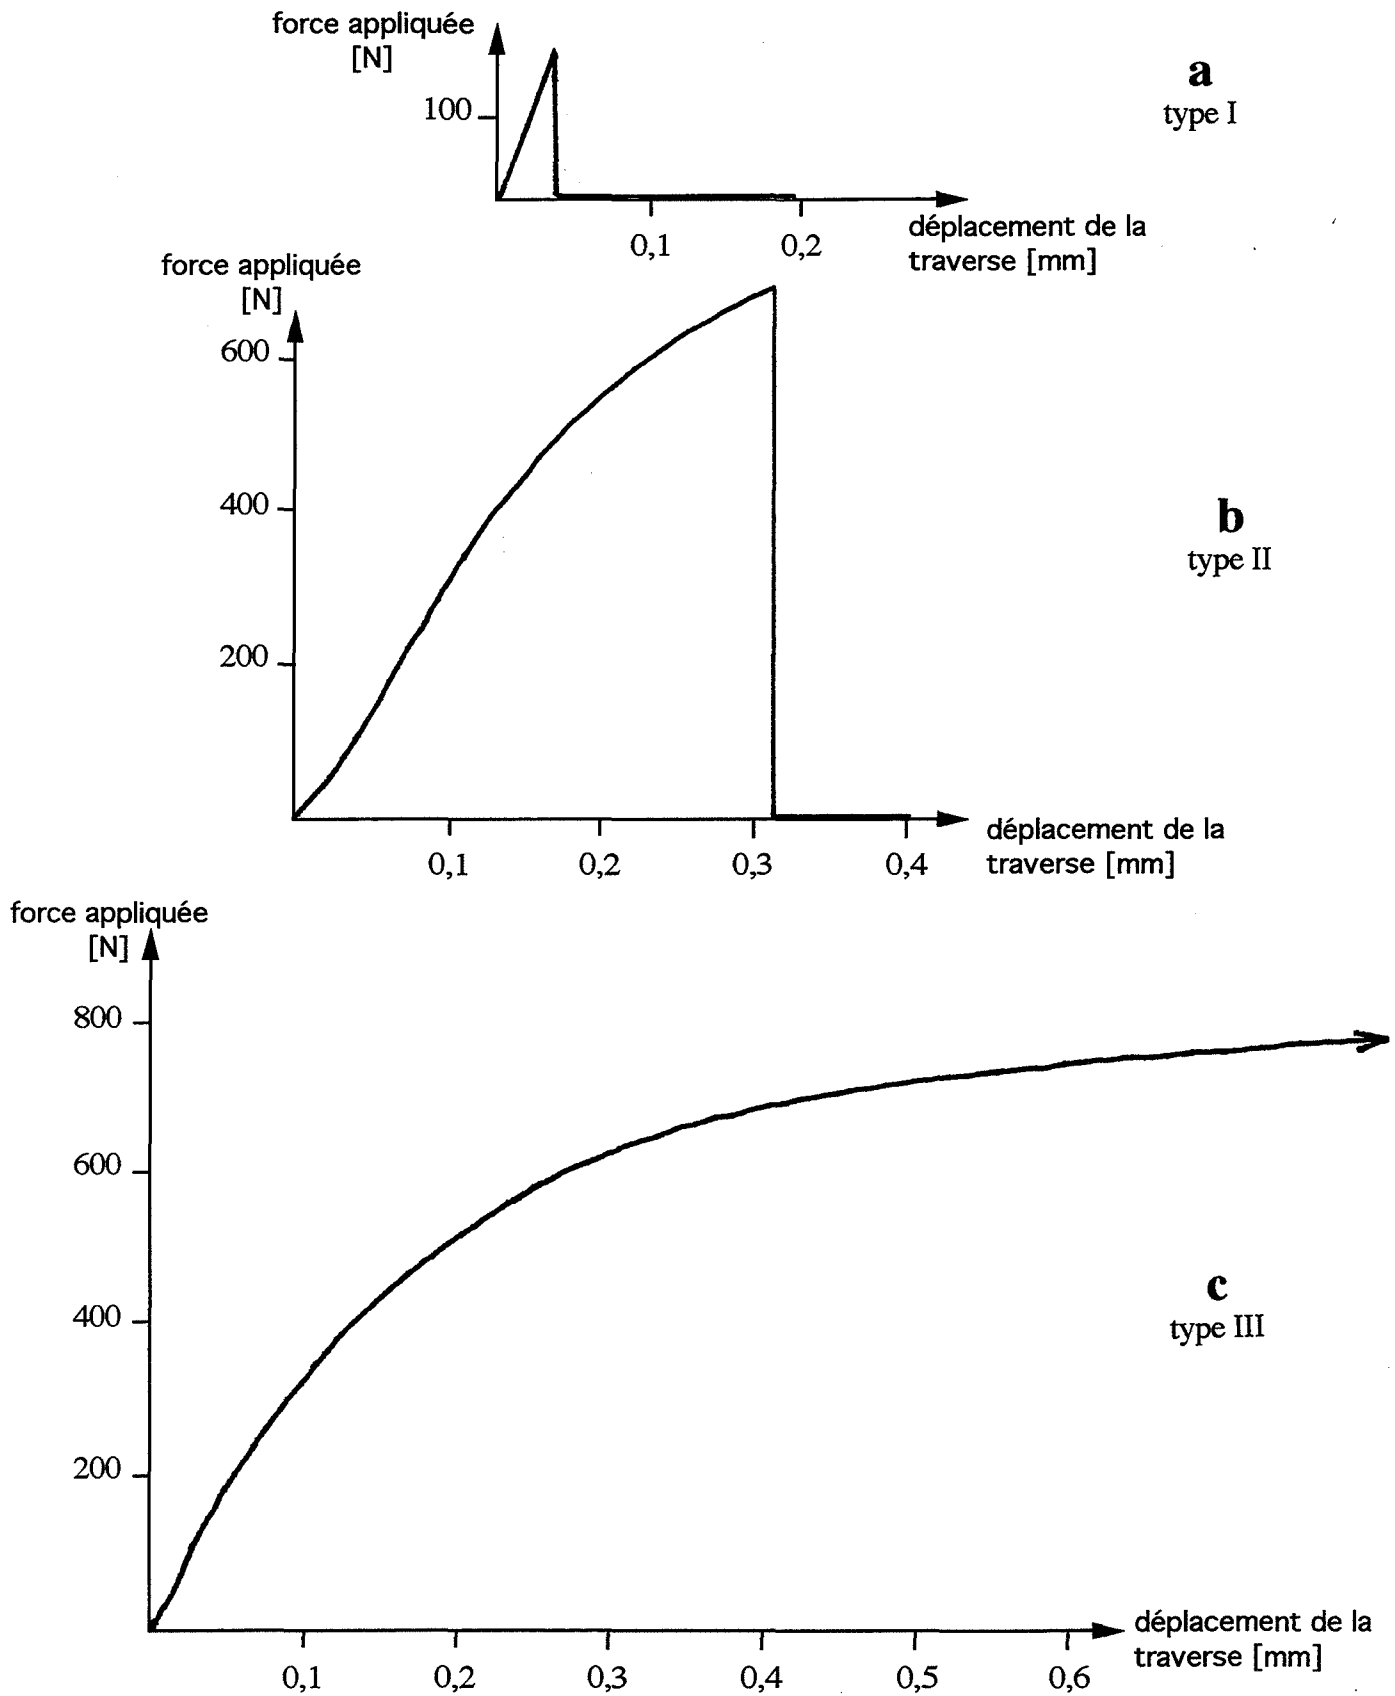 force appliquée
[N]
100
0,1
0,2
déplacement de la
traverse [mm]
a
type I
force appliquée
[N]
600
400
200
0,1
0,2
0,3
0,4
déplacement de la
traverse [mm]
b
type II
force appliquée
[N]
800
600
400
200
0,1
0,2
0,3
0,4
0,5
0,6
déplacement de la
traverse [mm]
c
type III